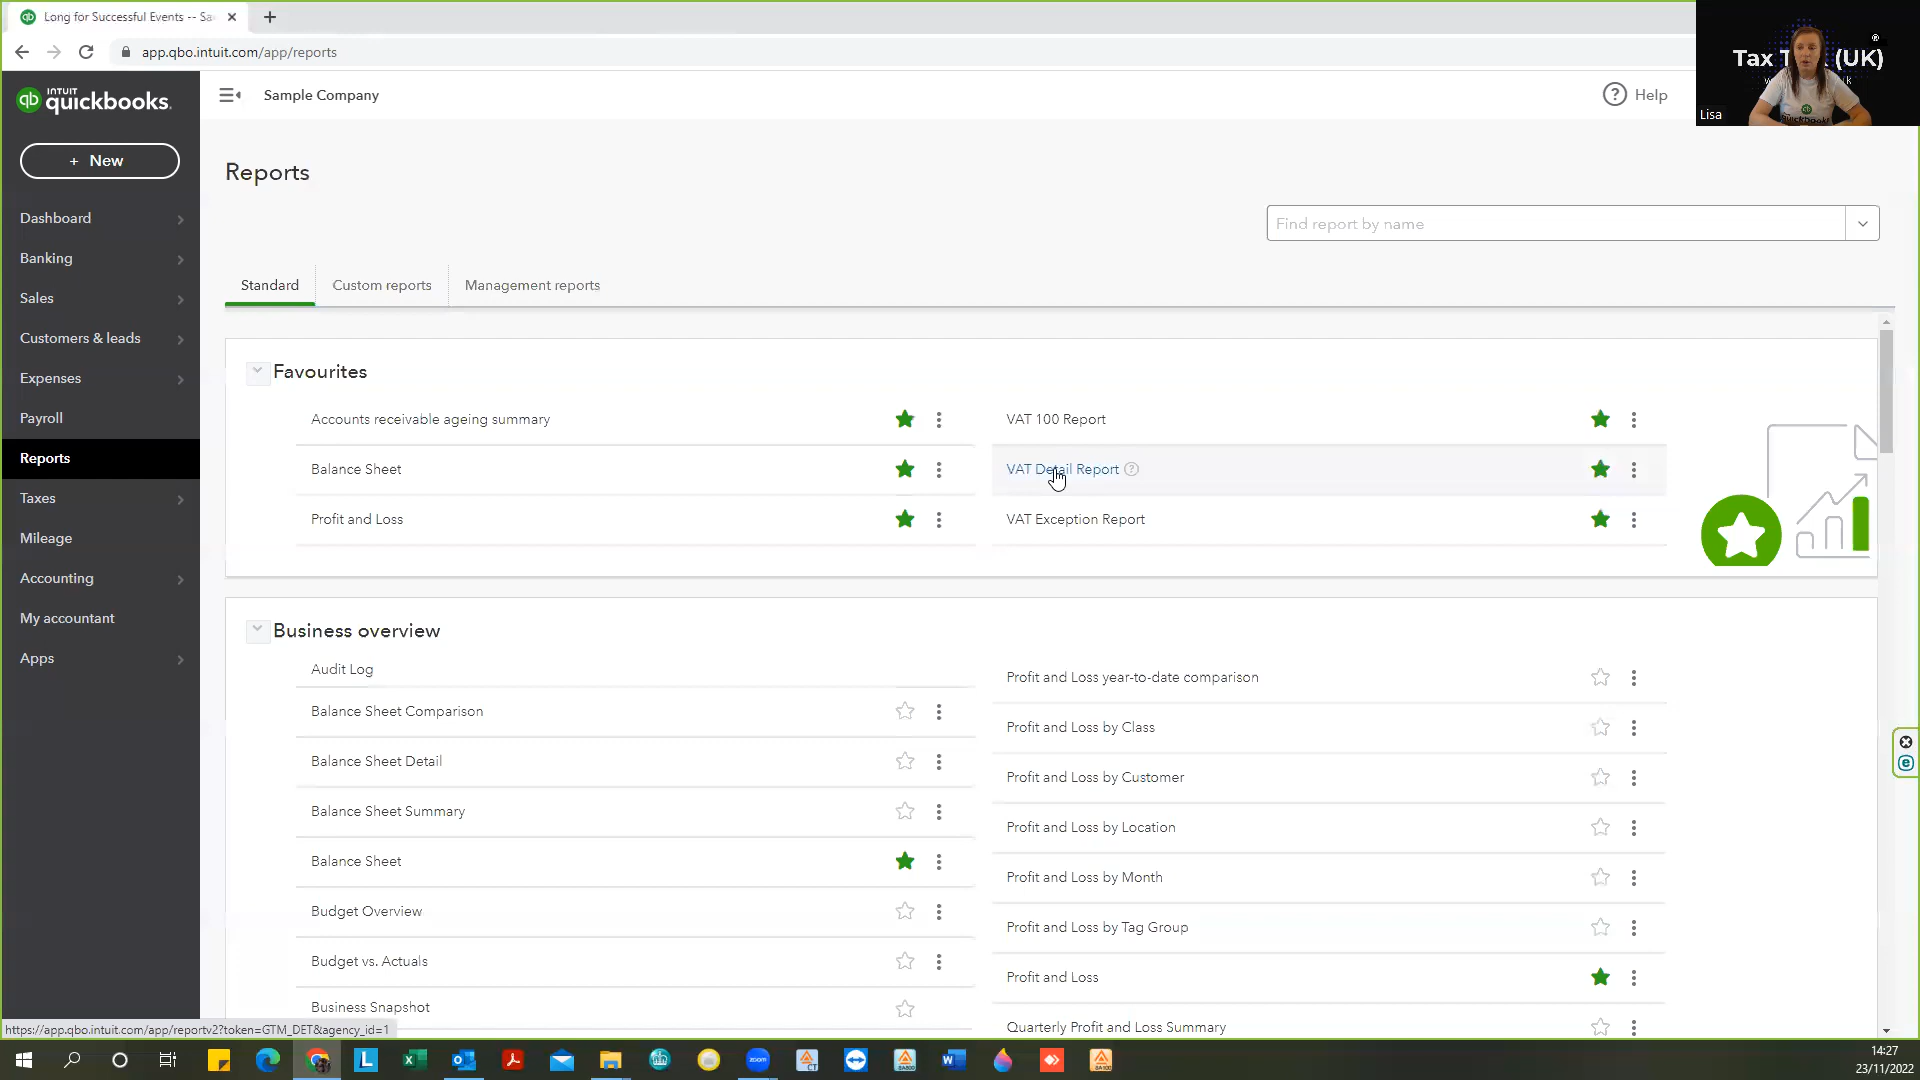 Long for Successful Events -- Sa
app.qbo.intuit.com/app/reports
Tax T (UK)
®
Lisa
INTUIT
quickbooks.
Sample Company
? Help
+ New
Reports
Find report by name
Dashboard
Banking
Sales
Customers & leads
Expenses
Payroll
Reports
Taxes
Mileage
Accounting
My accountant
Apps
Standard
Custom reports
Management reports
Favourites
Accounts receivable ageing summary
VAT 100 Report
Balance Sheet
VAT Detail Report ?
Profit and Loss
VAT Exception Report
Business overview
Audit Log
Balance Sheet Comparison
Balance Sheet Detail
Balance Sheet Summary
Balance Sheet
Budget Overview
Budget vs. Actuals
Business Snapshot
Profit and Loss year-to-date comparison
Profit and Loss by Class
Profit and Loss by Customer
Profit and Loss by Location
Profit and Loss by Month
Profit and Loss by Tag Group
Profit and Loss
Quarterly Profit and Loss Summary
https://app.qbo.intuit.com/app/reportv2?token=GTM_DET&agency_id=1
14:27
23/11/2022